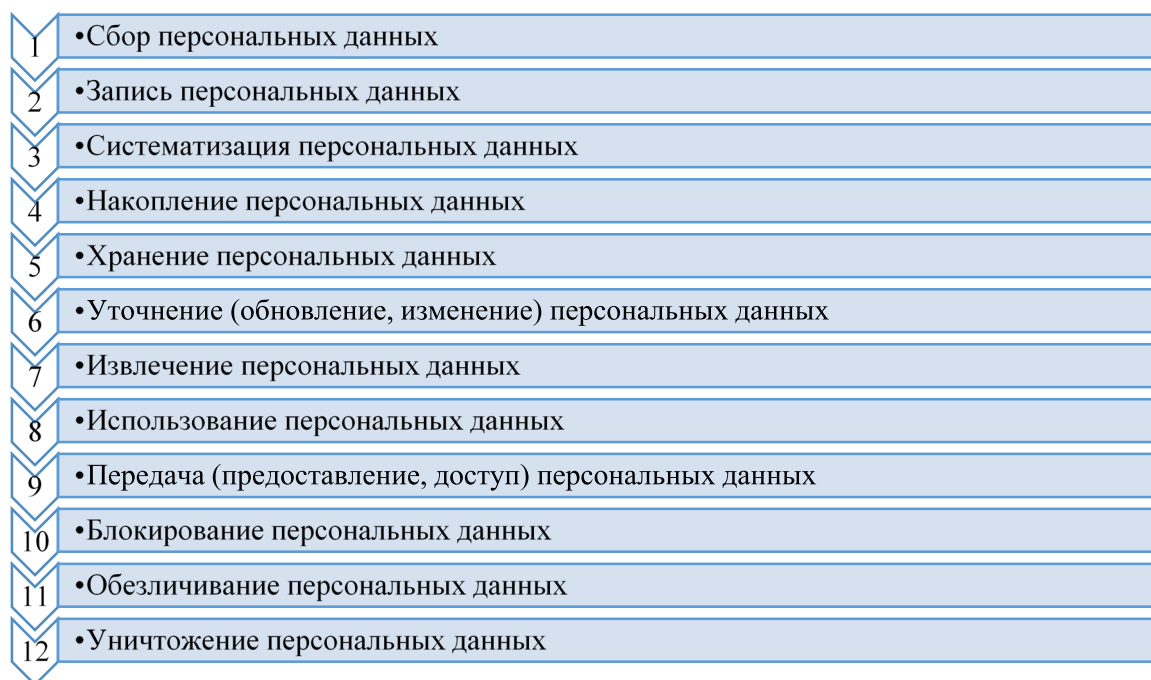 1 •Сбор персональных данных
2 •Запись персональных данных
3 •Систематизация персональных данных
4 •Накопление персональных данных
5 •Хранение персональных данных
6 •Уточнение (обновление, изменение) персональных данных
7 •Извлечение персональных данных
8 •Использование персональных данных
9 •Передача (предоставление, доступ) персональных данных
10 •Блокирование персональных данных
11 •Обезличивание персональных данных
12 •Уничтожение персональных данных